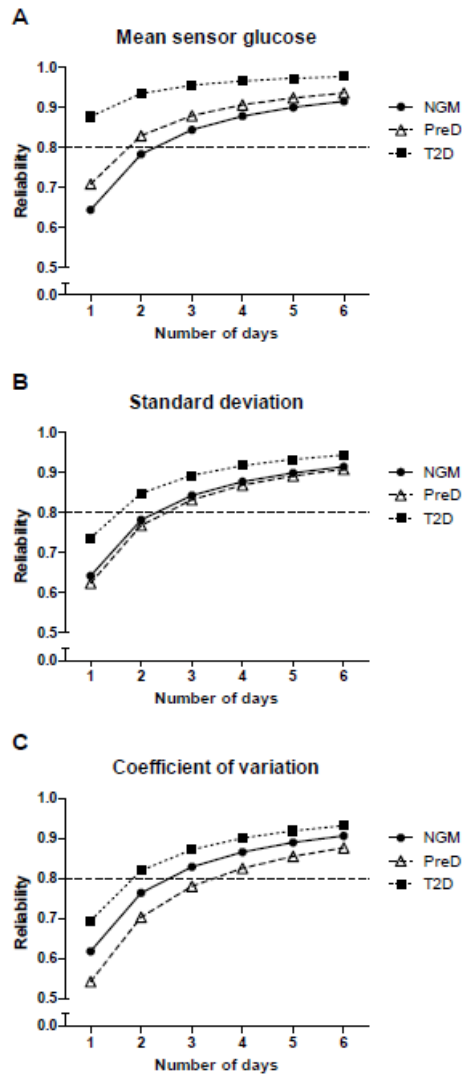 A
Mean sensor glucose
1.0
0.9
0.8
0.7
0.6
0.5
0.0
Reliability
1 2 3 4 5 6
Number of days
NGM
PreD
T2D
B
Standard deviation
1.0
0.9
0.8
0.7
0.6
0.5
0.0
Reliability
1 2 3 4 5 6
Number of days
NGM
PreD
T2D
C
Coefficient of variation
1.0
0.9
0.8
0.7
0.6
0.5
0.0
Reliability
1 2 3 4 5 6
Number of days
NGM
PreD
T2D